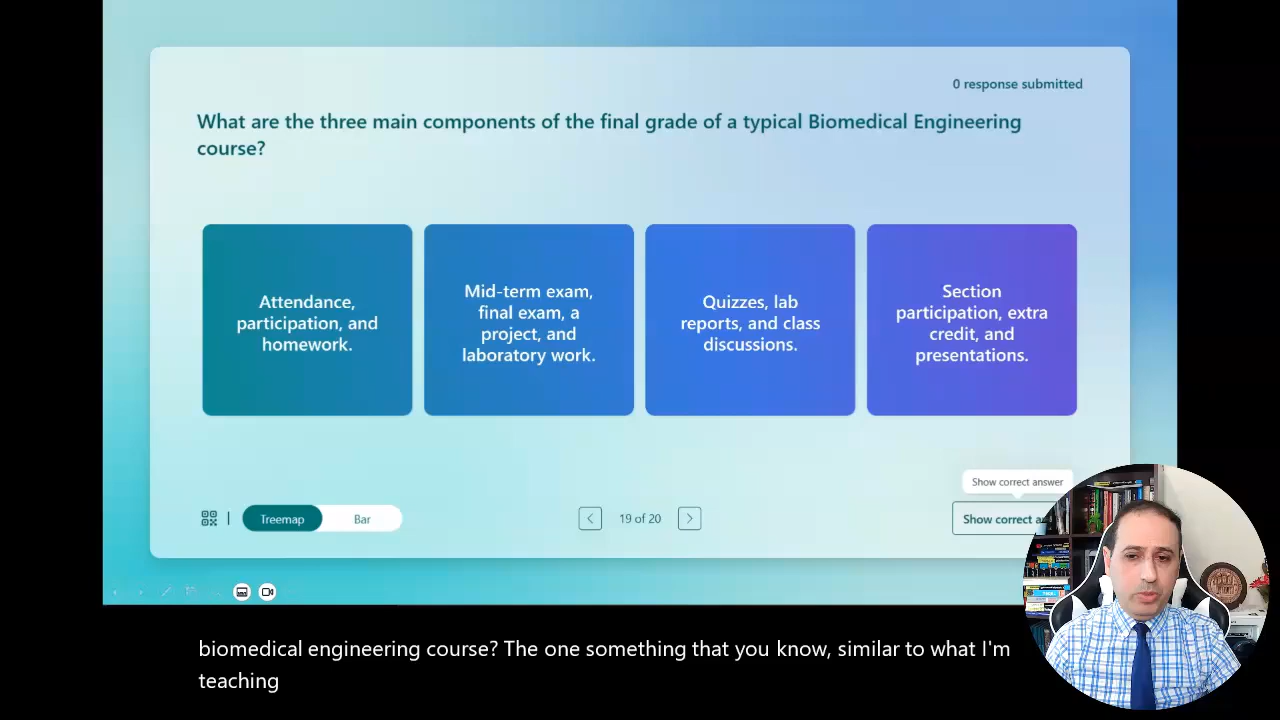 0 response submitted
What are the three main components of the final grade of a typical Biomedical Engineering
course?
Attendance,
participation, and
homework.
Mid-term exam,
final exam, a
project, and
laboratory work.
Quizzes, lab
reports, and class
discussions.
Section
participation, extra
credit, and
presentations.
Show correct answer
Treemap
Bar
19 of 20
Show correct a
biomedical engineering course? The one something that you know, similar to what I'm
teaching